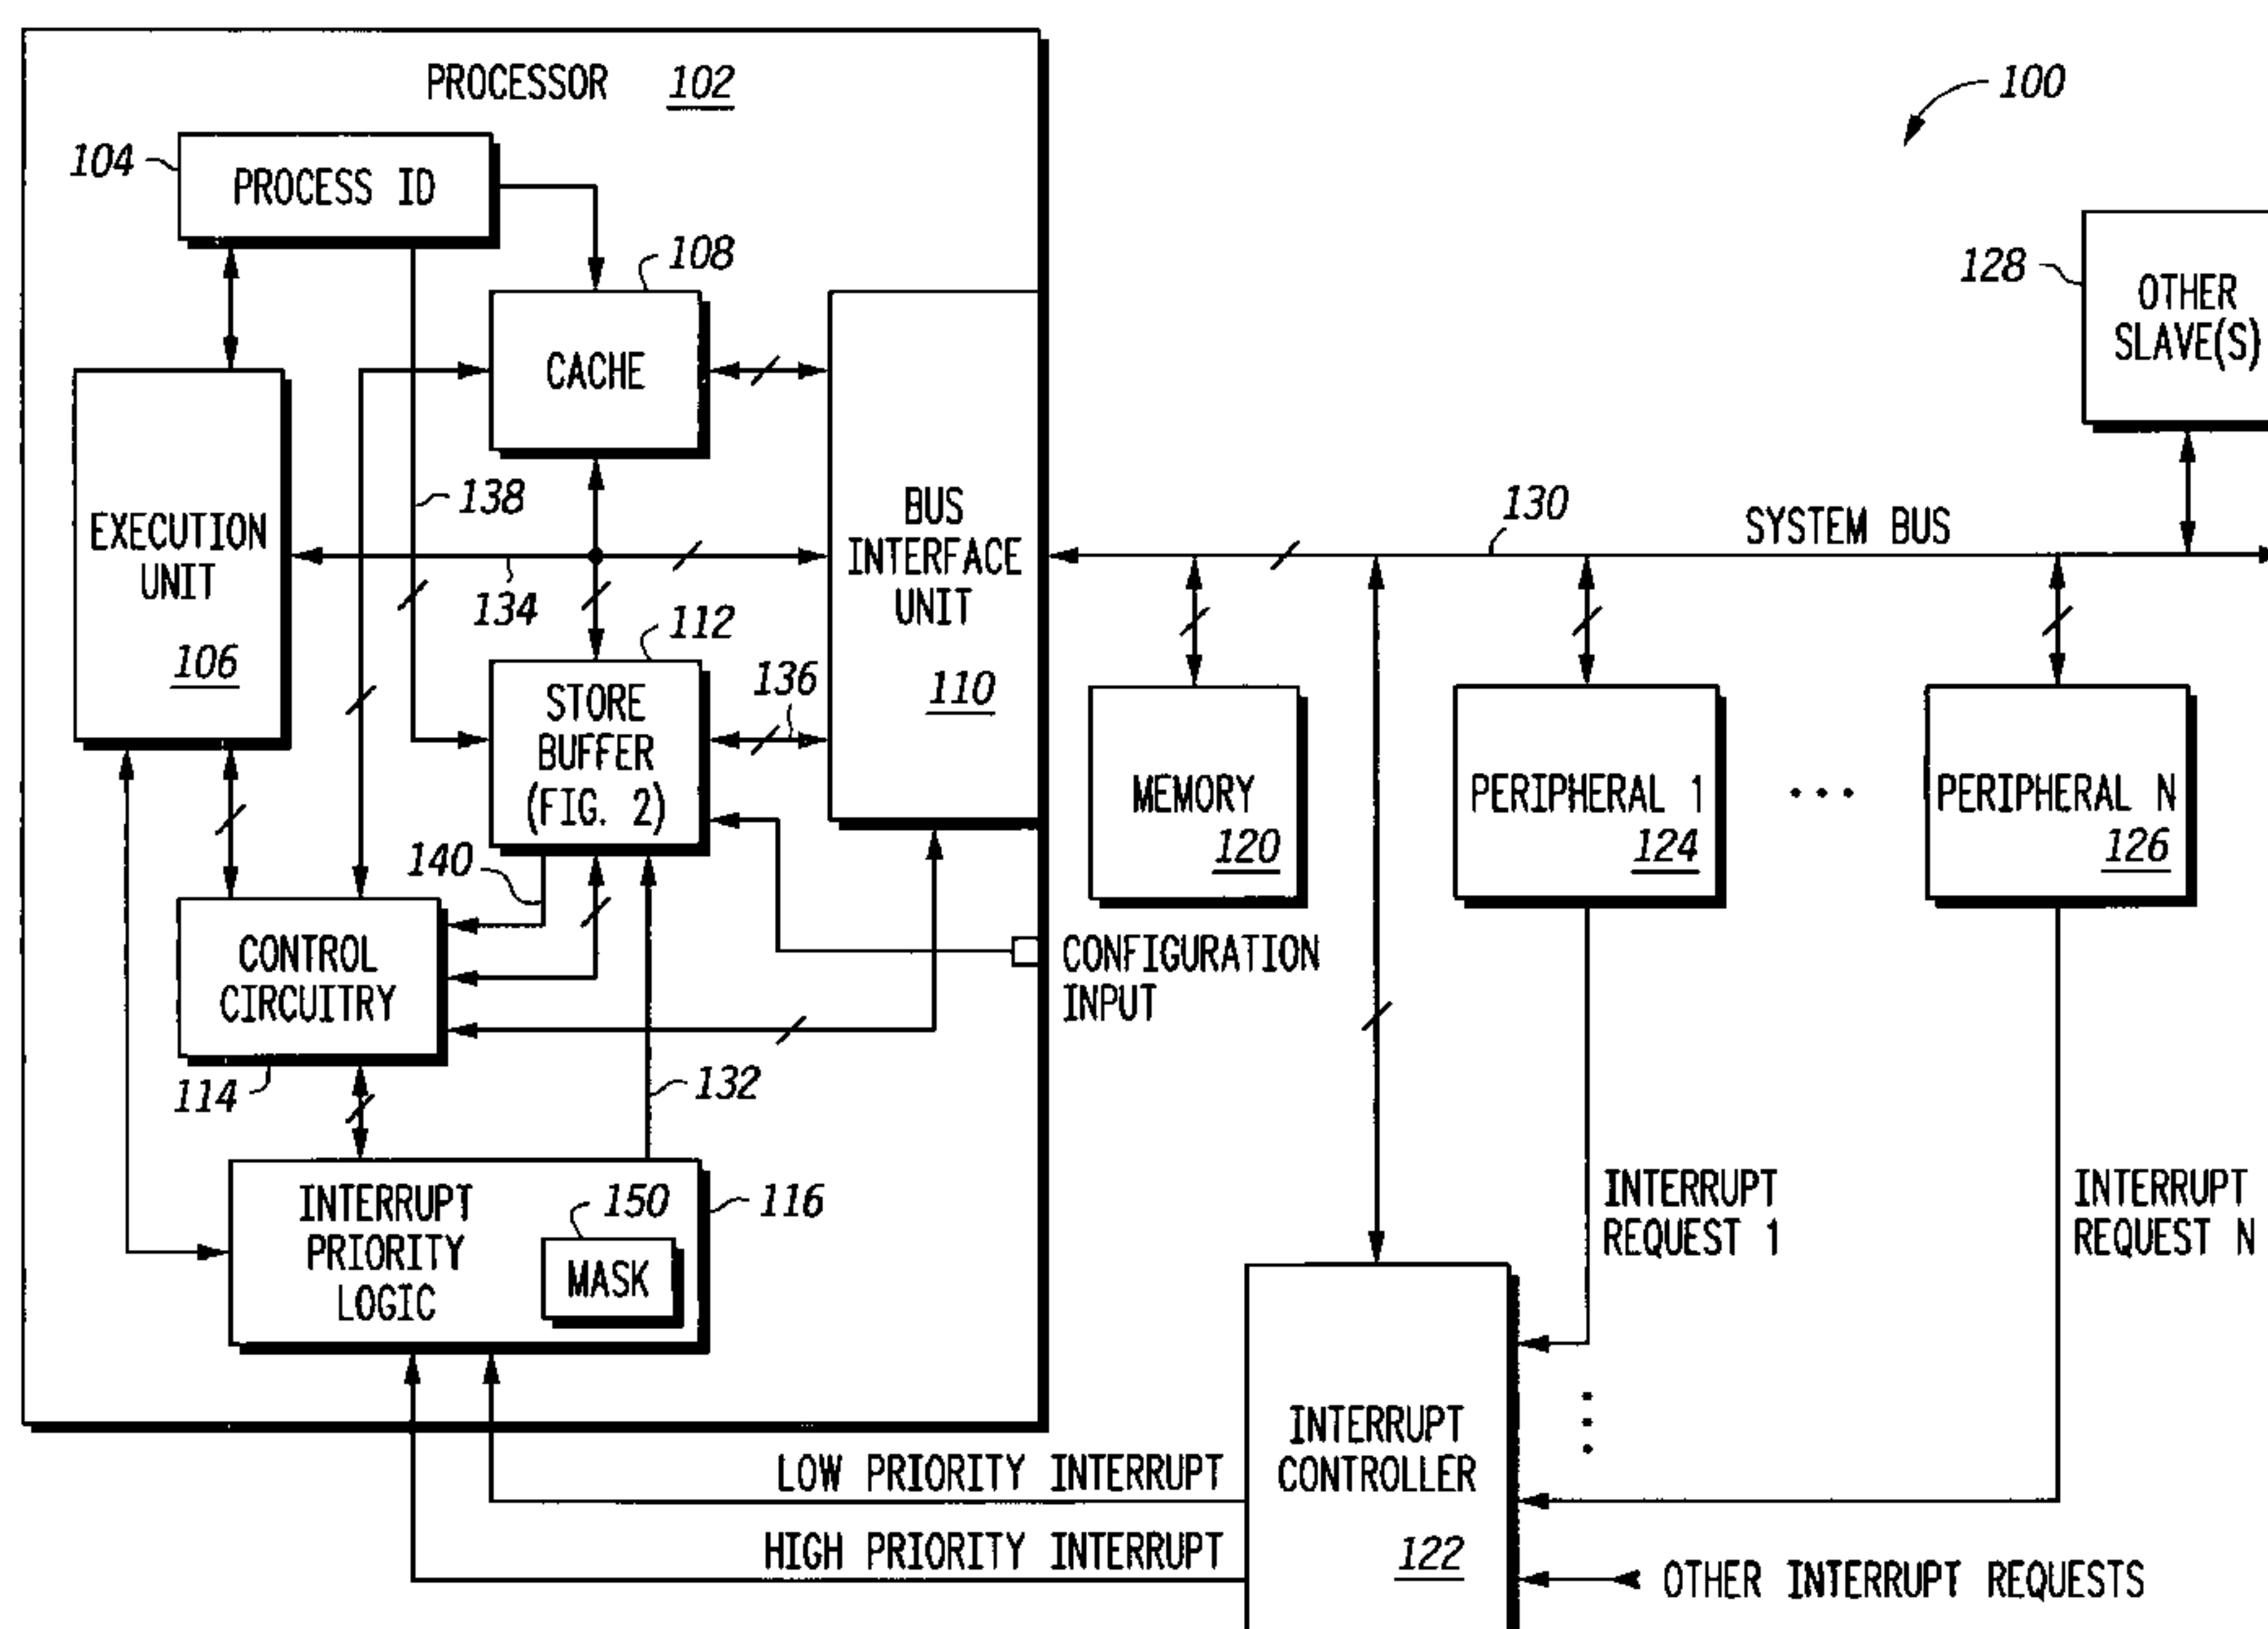 PROCESSOR 102
100
104
PROCESS ID
108
128
OTHER
SLAVE(S)
CACHE
138
EXECUTION
UNIT
106
134
BUS
INTERFACE
UNIT
110
130
SYSTEM BUS
112
STORE
BUFFER
(FIG. 2)
136
MEMORY
120
PERIPHERAL 1
124
• • •
PERIPHERAL N
126
140
CONTROL
CIRCUITRY
114
CONFIGURATION
INPUT
132
INTERRUPT
PRIORITY
LOGIC
150
MASK
116
INTERRUPT
REQUEST 1
INTERRUPT
REQUEST N
INTERRUPT
CONTROLLER
122
LOW PRIORITY INTERRUPT
HIGH PRIORITY INTERRUPT
OTHER INTERRUPT REQUESTS